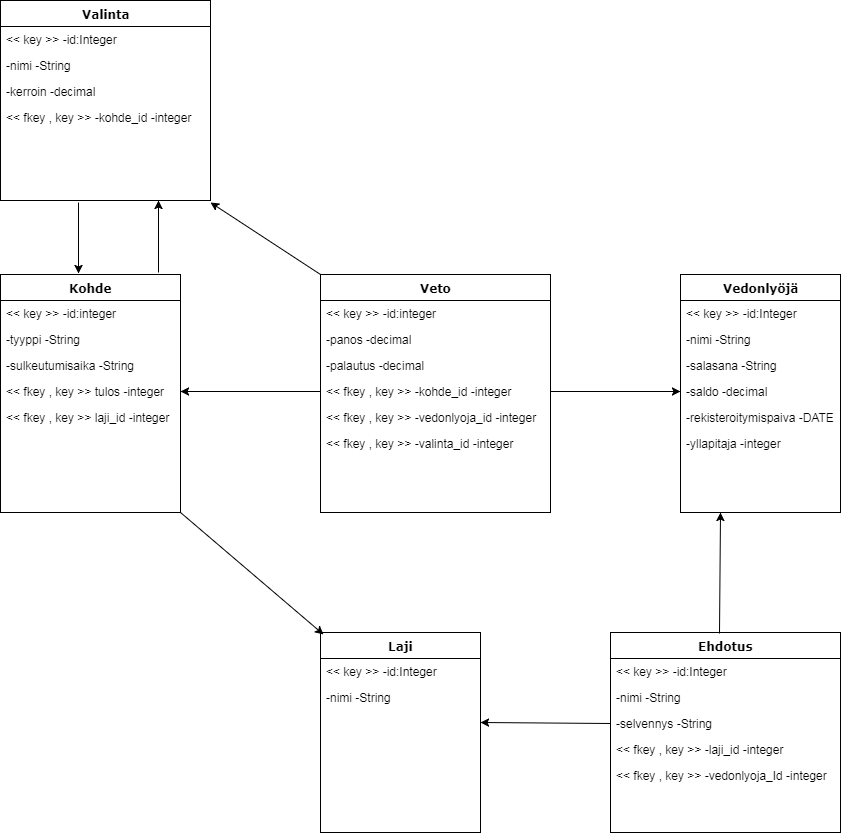 Valinta
<< key >> -id:Integer
-nimi -String
-kerroin -decimal
<< fkey , key >> -kohde_id -integer
Kohde
<< key >> -id:integer
-tyyppi -String
-sulkeutumisaika -String
<< fkey , key >> tulos -integer
<< fkey , key >> laji_id -integer
Veto
<< key >> -id:integer
-panos -decimal
-palautus -decimal
<< fkey , key >> -kohde_id -integer
<< fkey , key >> -vedonlyoja_id -integer
<< fkey , key >> -valinta_id -integer
Vedonlyöjä
<< key >> -id:Integer
-nimi -String
-salasana -String
-saldo -decimal
-rekisteroitymispaiva -DATE
-yllapitaja -integer
Laji
<< key >> -id:Integer
-nimi -String
Ehdotus
<< key >> -id:Integer
-nimi -String
-selvennys -String
<< fkey , key >> -laji_id -integer
<< fkey , key >> -vedonlyoja_Id -integer